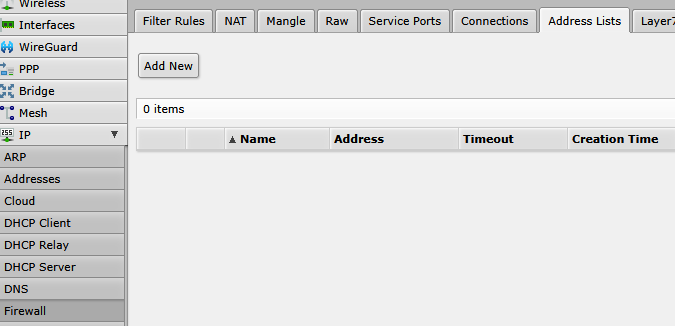 Wireless
Interfaces
WireGuard
PPP
Bridge
Mesh
IP
ARP
Addresses
Cloud
DHCP Client
DHCP Relay
DHCP Server
DNS
Firewall
Filter Rules NAT Mangle Raw Service Ports Connections Address Lists Layer7
Add New
0 items
Name Address Timeout Creation Time